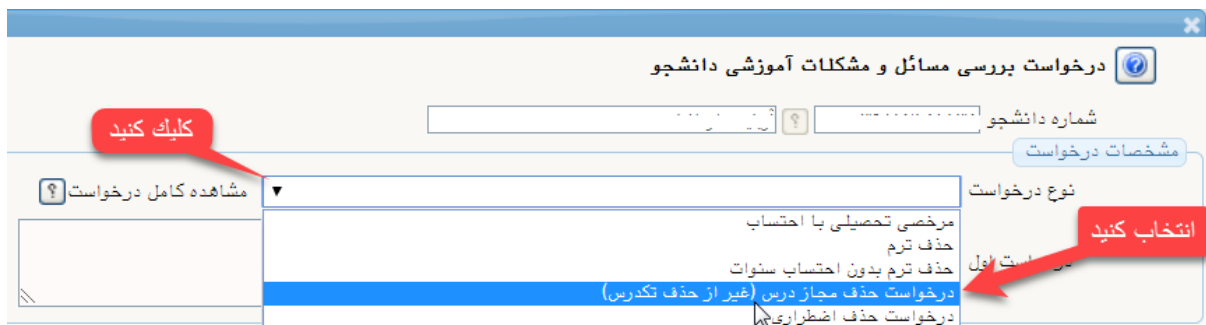 درخواست بررسی مسائل و مشکلات آموزشی دانشجو
شماره دانشجو
کلیك کنید
مشخصات درخواست
نوع درخواست
مشاهده کامل درخواست
مرخصی تحصیلی با احتساب
انتخاب کنید
حذف ترم
اول
حذف ترم بدون احتساب سنوات
درخواست حذف مجاز درس (غیر از حذف تکدرس)
درخواست حذف اضطراری